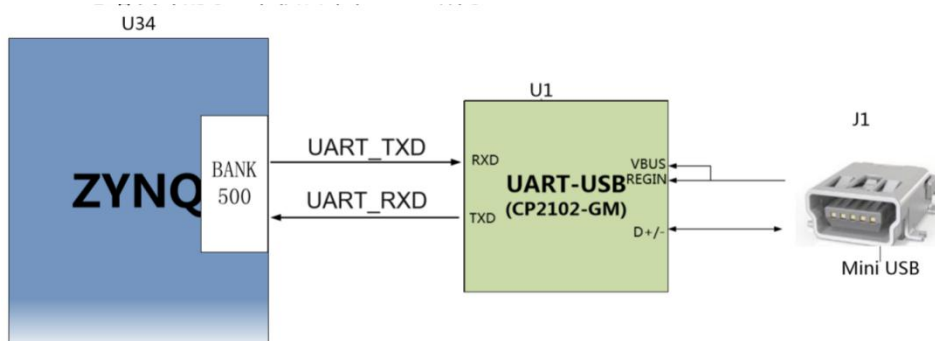 U34
U1
J1
UART_TXD
RXD
VBUS
REGIN
BANK
500
ZYNQ
UART-USB
(CP2102-GM)
UART_RXD
TXD
D+/-
Mini USB